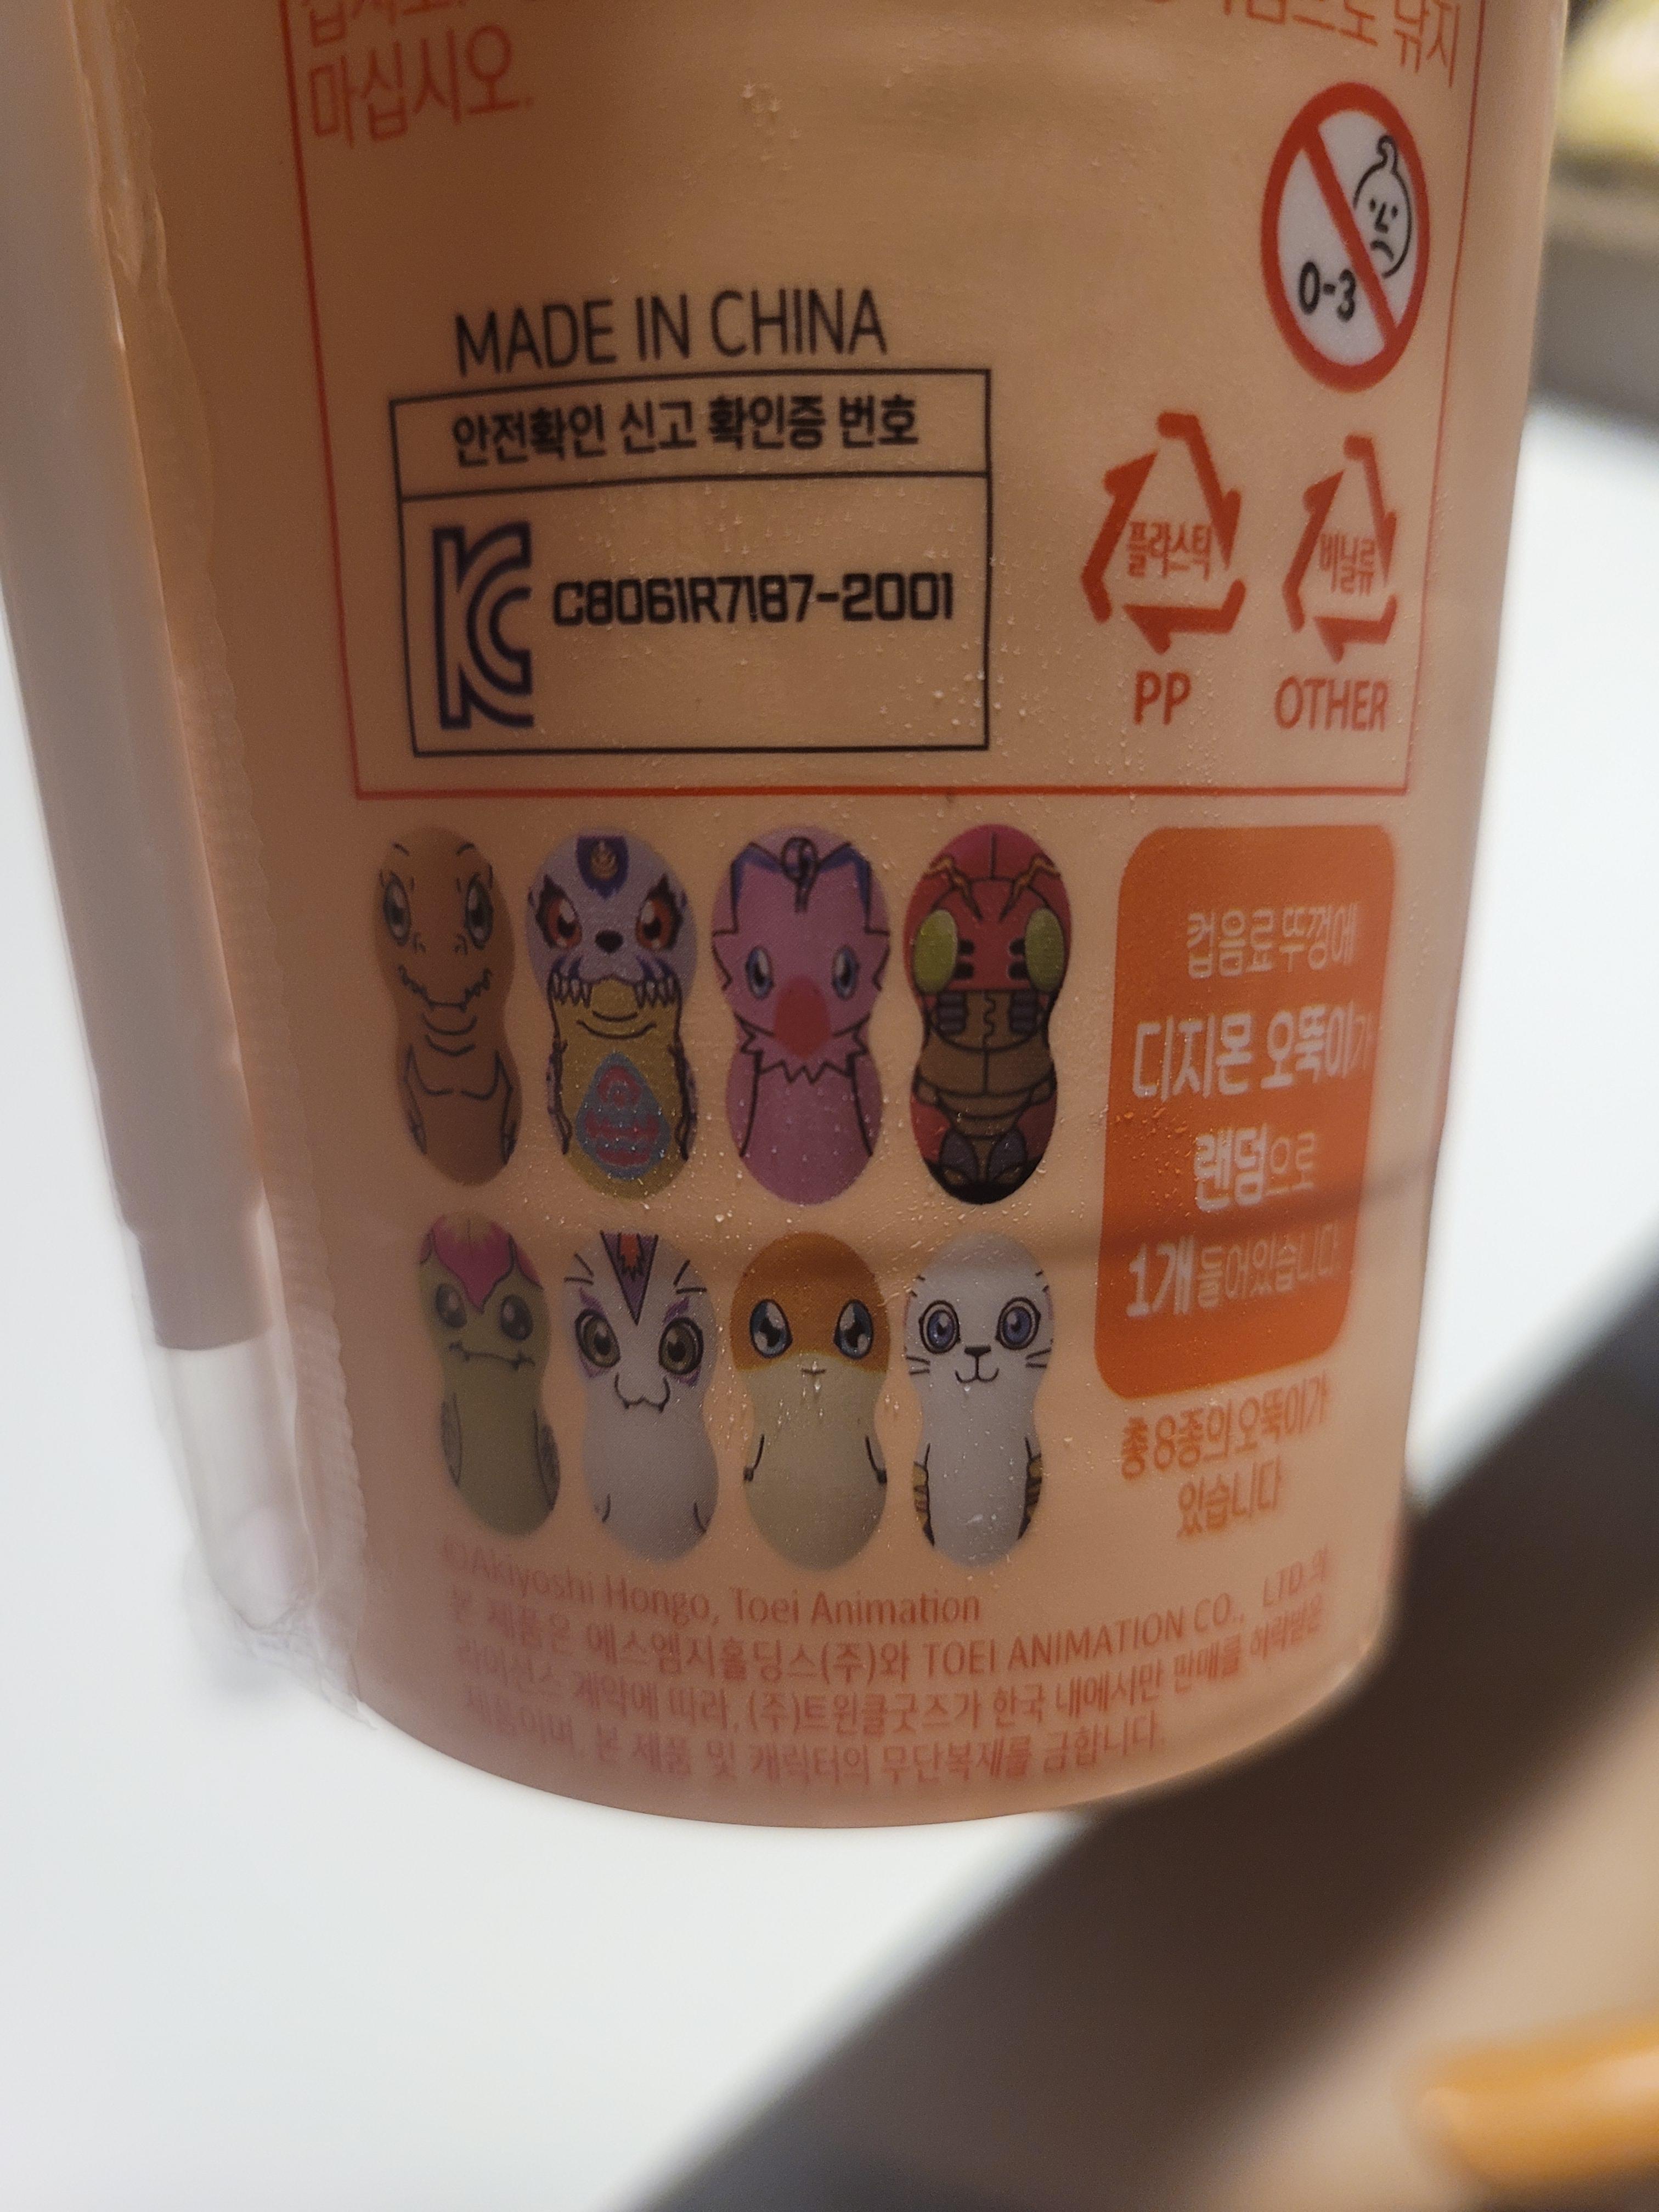 마십시오.
낚지
0-3
MADE IN CHINA
안전확인 신고 확인증 번호
KC C8061R7187-2001
플라스틱
PP
비닐류
OTHER
컵음료 뚜껑에
디지몬 오뚝이가
랜덤으로
1개 들어있습니다
총 8종의 오뚝이가
있습니다
©Akiyoshi Hongo, Toei Animation
본 제품은 에스엠지홀딩스(주)와 TOEI ANIMATION CO., LTD.의
라이선스 계약에 따라, (주)트윈클굿즈가 한국 내에서만 판매를 허락받은
제품이며, 본 제품 및 캐릭터의 무단복제를 금합니다.